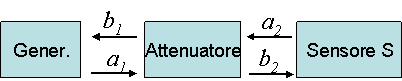 b1 a2
Gener. Attenuatore Sensore S
a1 b2